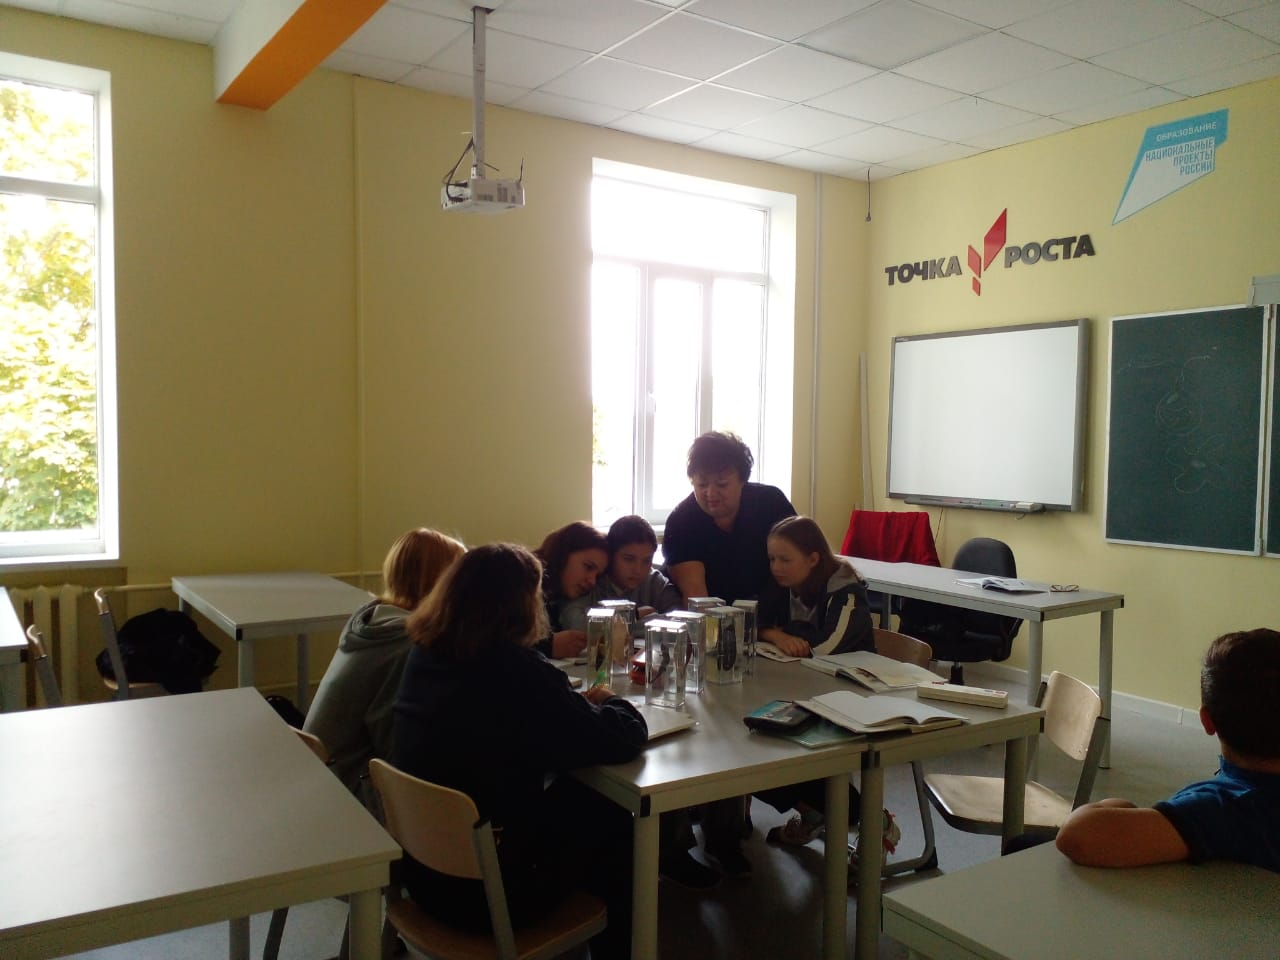 ОБРАЗОВАНИЕ
НАЦИОНАЛЬНЫЕ
ПРОЕКТЫ
РОССИИ
ТОЧКА РОСТА